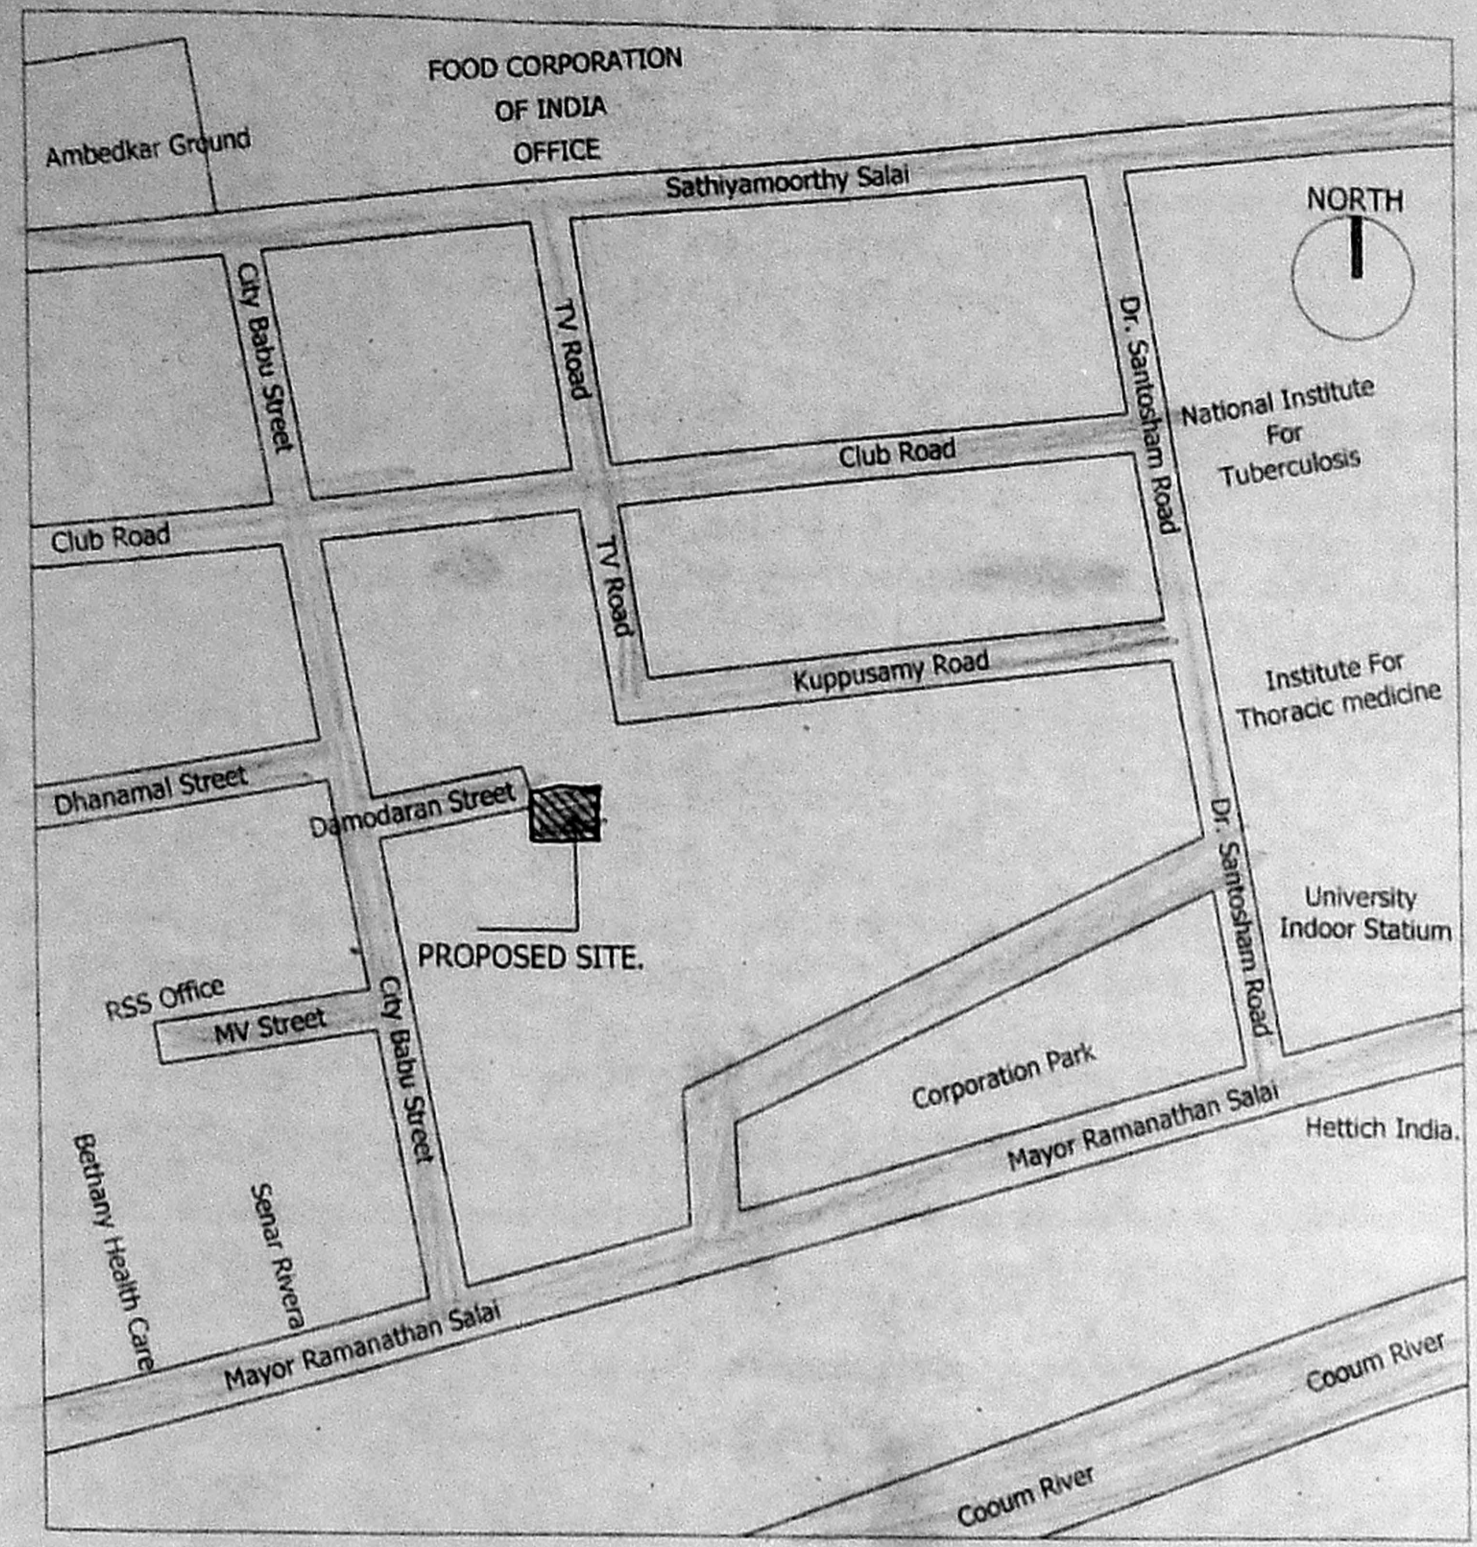 FOOD CORPORATION
OF INDIA
OFFICE
Ambedkar Ground
Sathiyamoorthy Salai
NORTH
City Babu Street
TV Road
Dr. Santosham Road
National Institute
For
Tuberculosis
Club Road
Club Road
TV Road
Kuppusamy Road
Institute For
Thoracic medicine
Dhanamal Street
Damodaran Street
Dr. Santosham Road
University
Indoor Statium
PROPOSED SITE.
RSS Office
MV Street
City Babu Street
Corporation Park
Mayor Ramanathan Salai
Hettich India.
Bethany Health Care
Senar Rivera
Mayor Ramanathan Salai
Cooum River
Cooum River